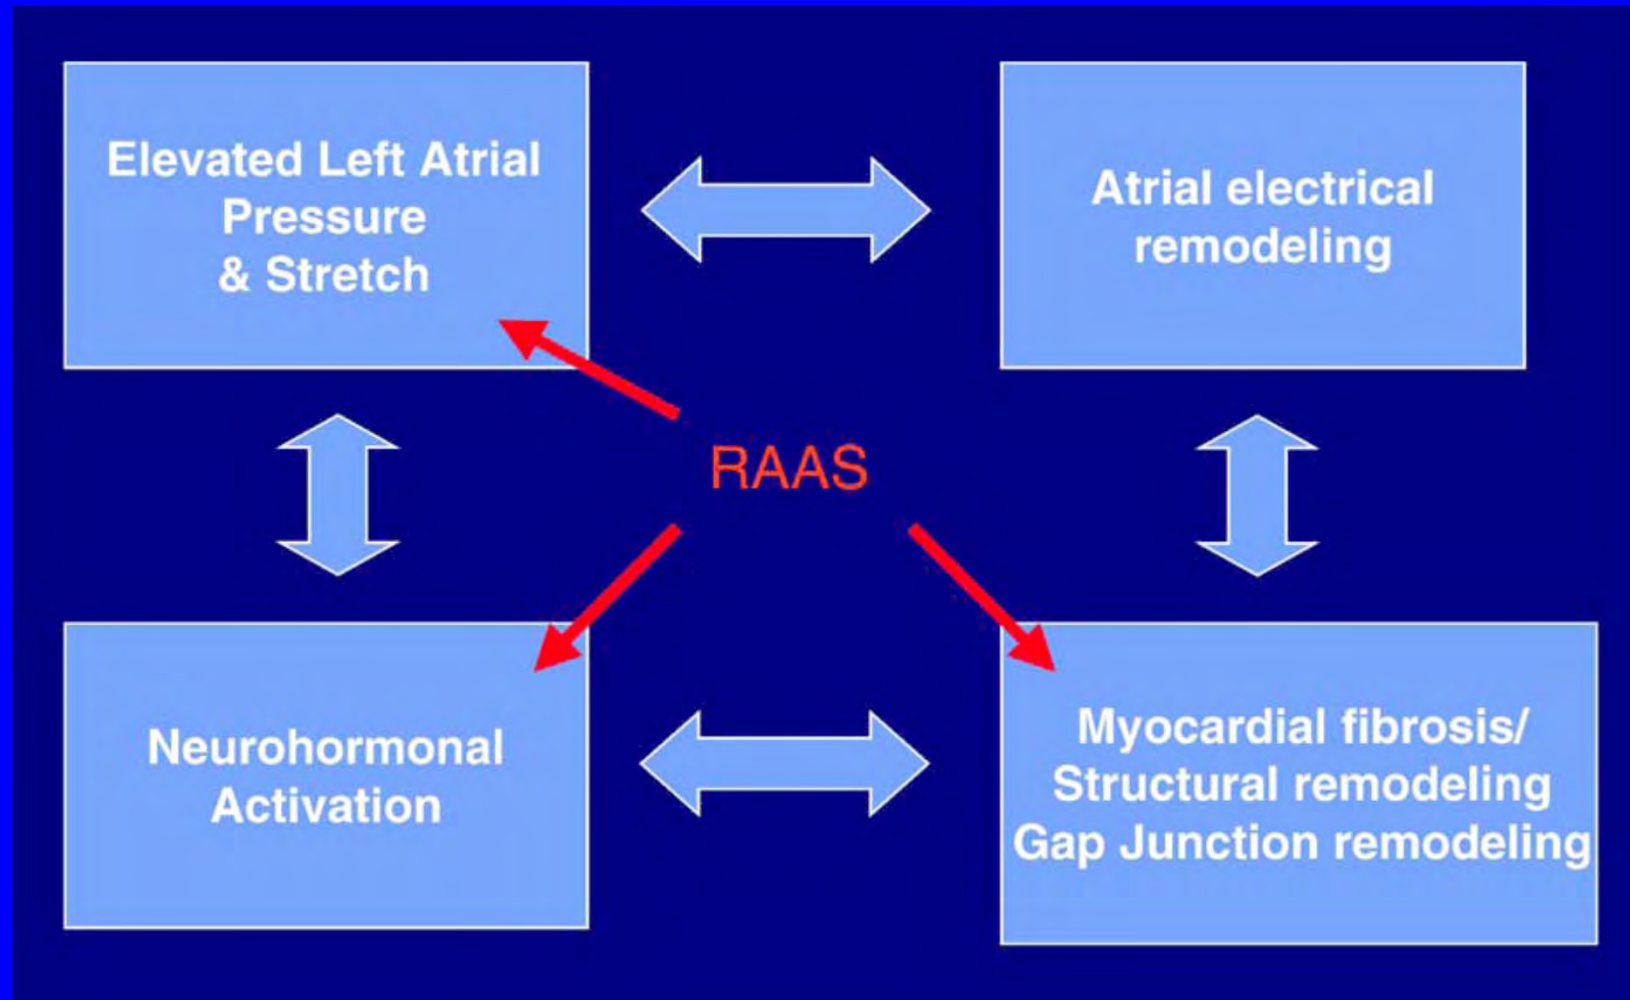 Elevated Left Atrial
Pressure
& Stretch
Atrial electrical
remodeling
RAAS
Neurohormonal
Activation
Myocardial fibrosis/
Structural remodeling
Gap Junction remodeling